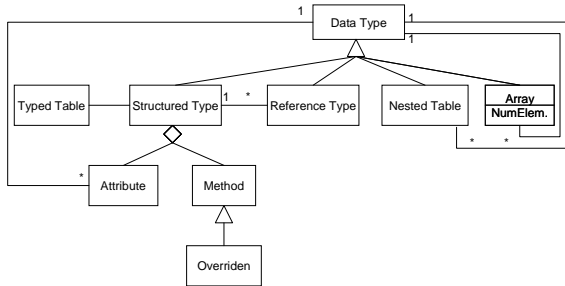 1
Data Type
1
1
Typed Table
Structured Type
1
*
Reference Type
Nested Table
Array
NumElem.
*
*
*
Attribute
Method
Overriden